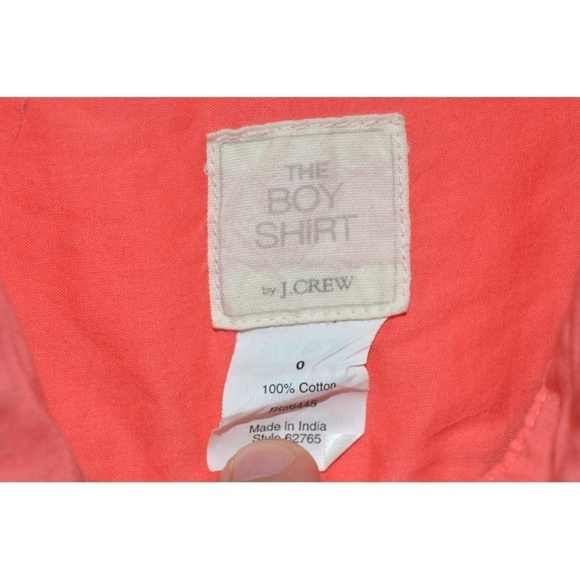 THE
BOY
SHIRT
by J.CREW
0
100% Cotton
Made In India
Style 62765